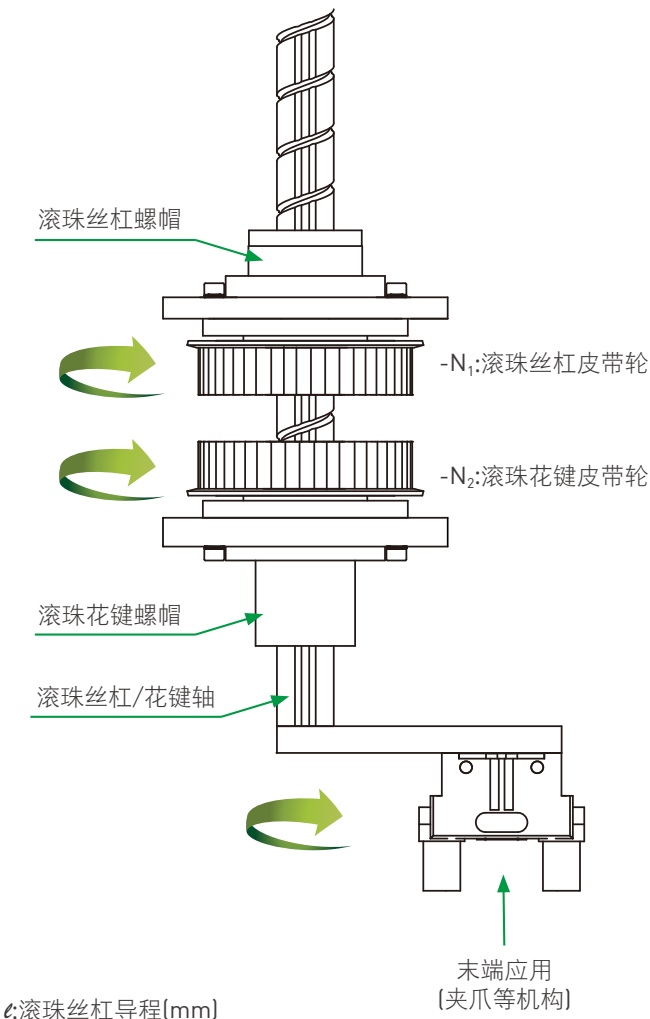 滚珠丝杠螺帽
-N₁:滚珠丝杠皮带轮
-N₂:滚珠花键皮带轮
滚珠花键螺帽
滚珠丝杠/花键轴
末端应用
(夹爪等机构)
ℓ:滚珠丝杠导程(mm)